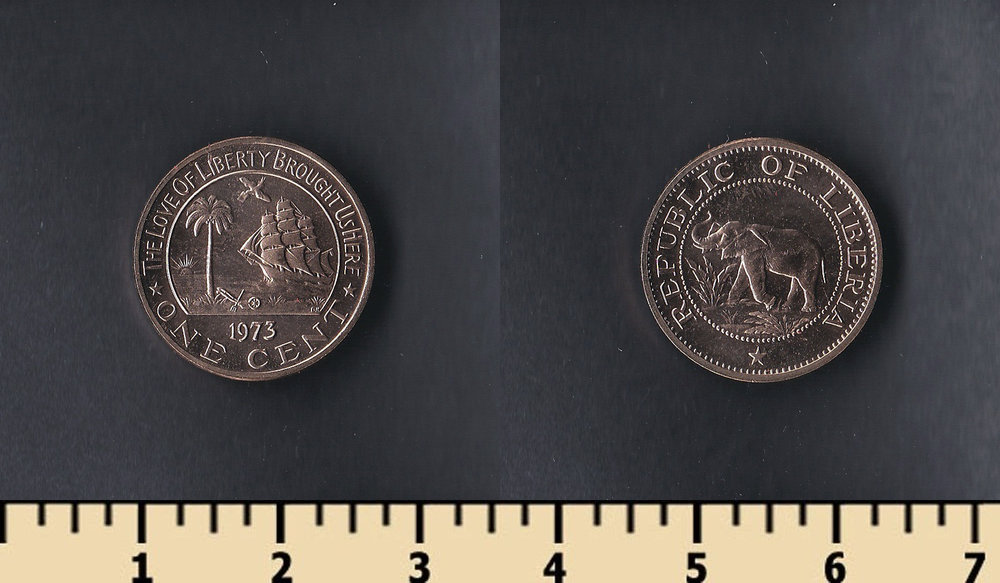 THE LOVE OF LIBERTY BROUGHT US HERE
1973
ONE CENT
REPUBLIC OF LIBERIA
1 2 3 4 5 6 7